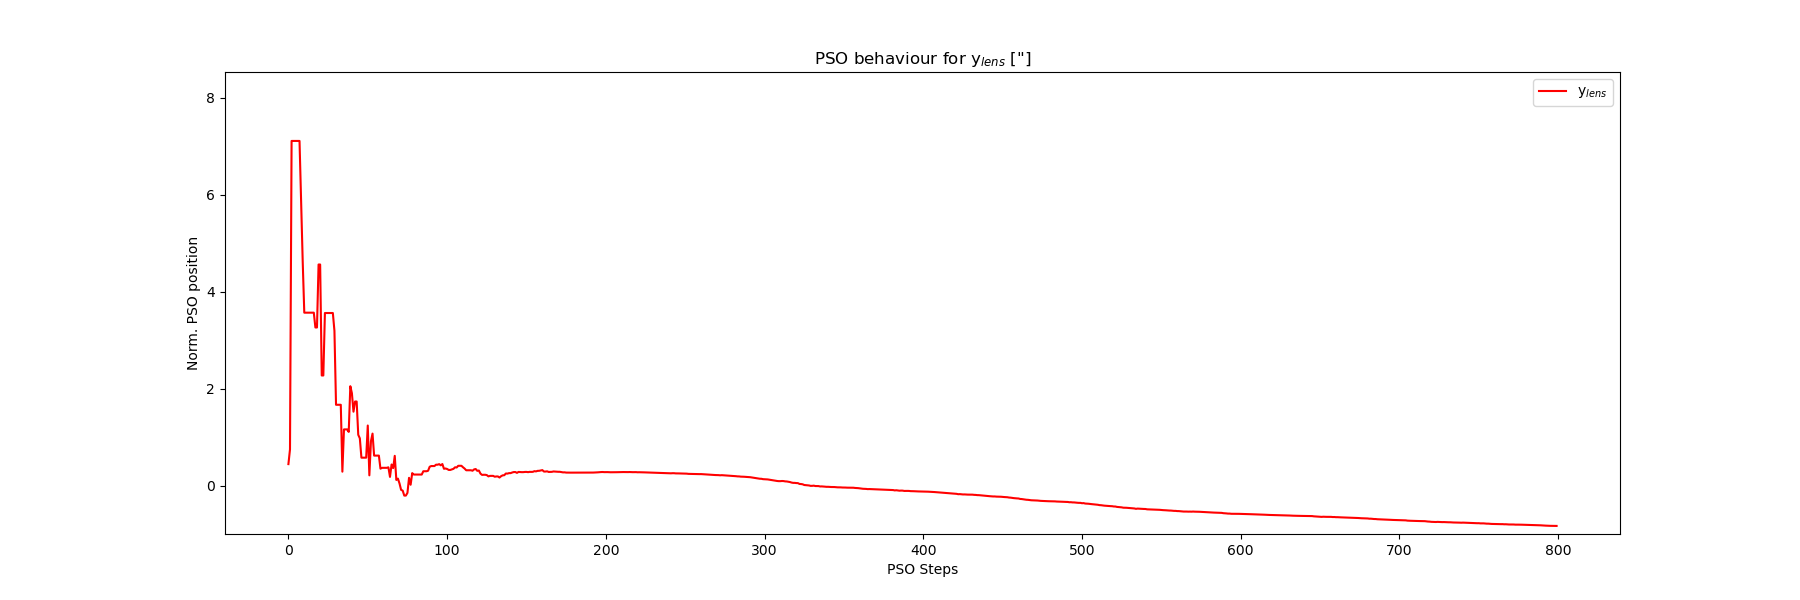 PSO behaviour for y_lens ["]
y_lens
8
6
4
2
0
Norm. PSO position
0 100 200 300 400 500 600 700 800
PSO Steps